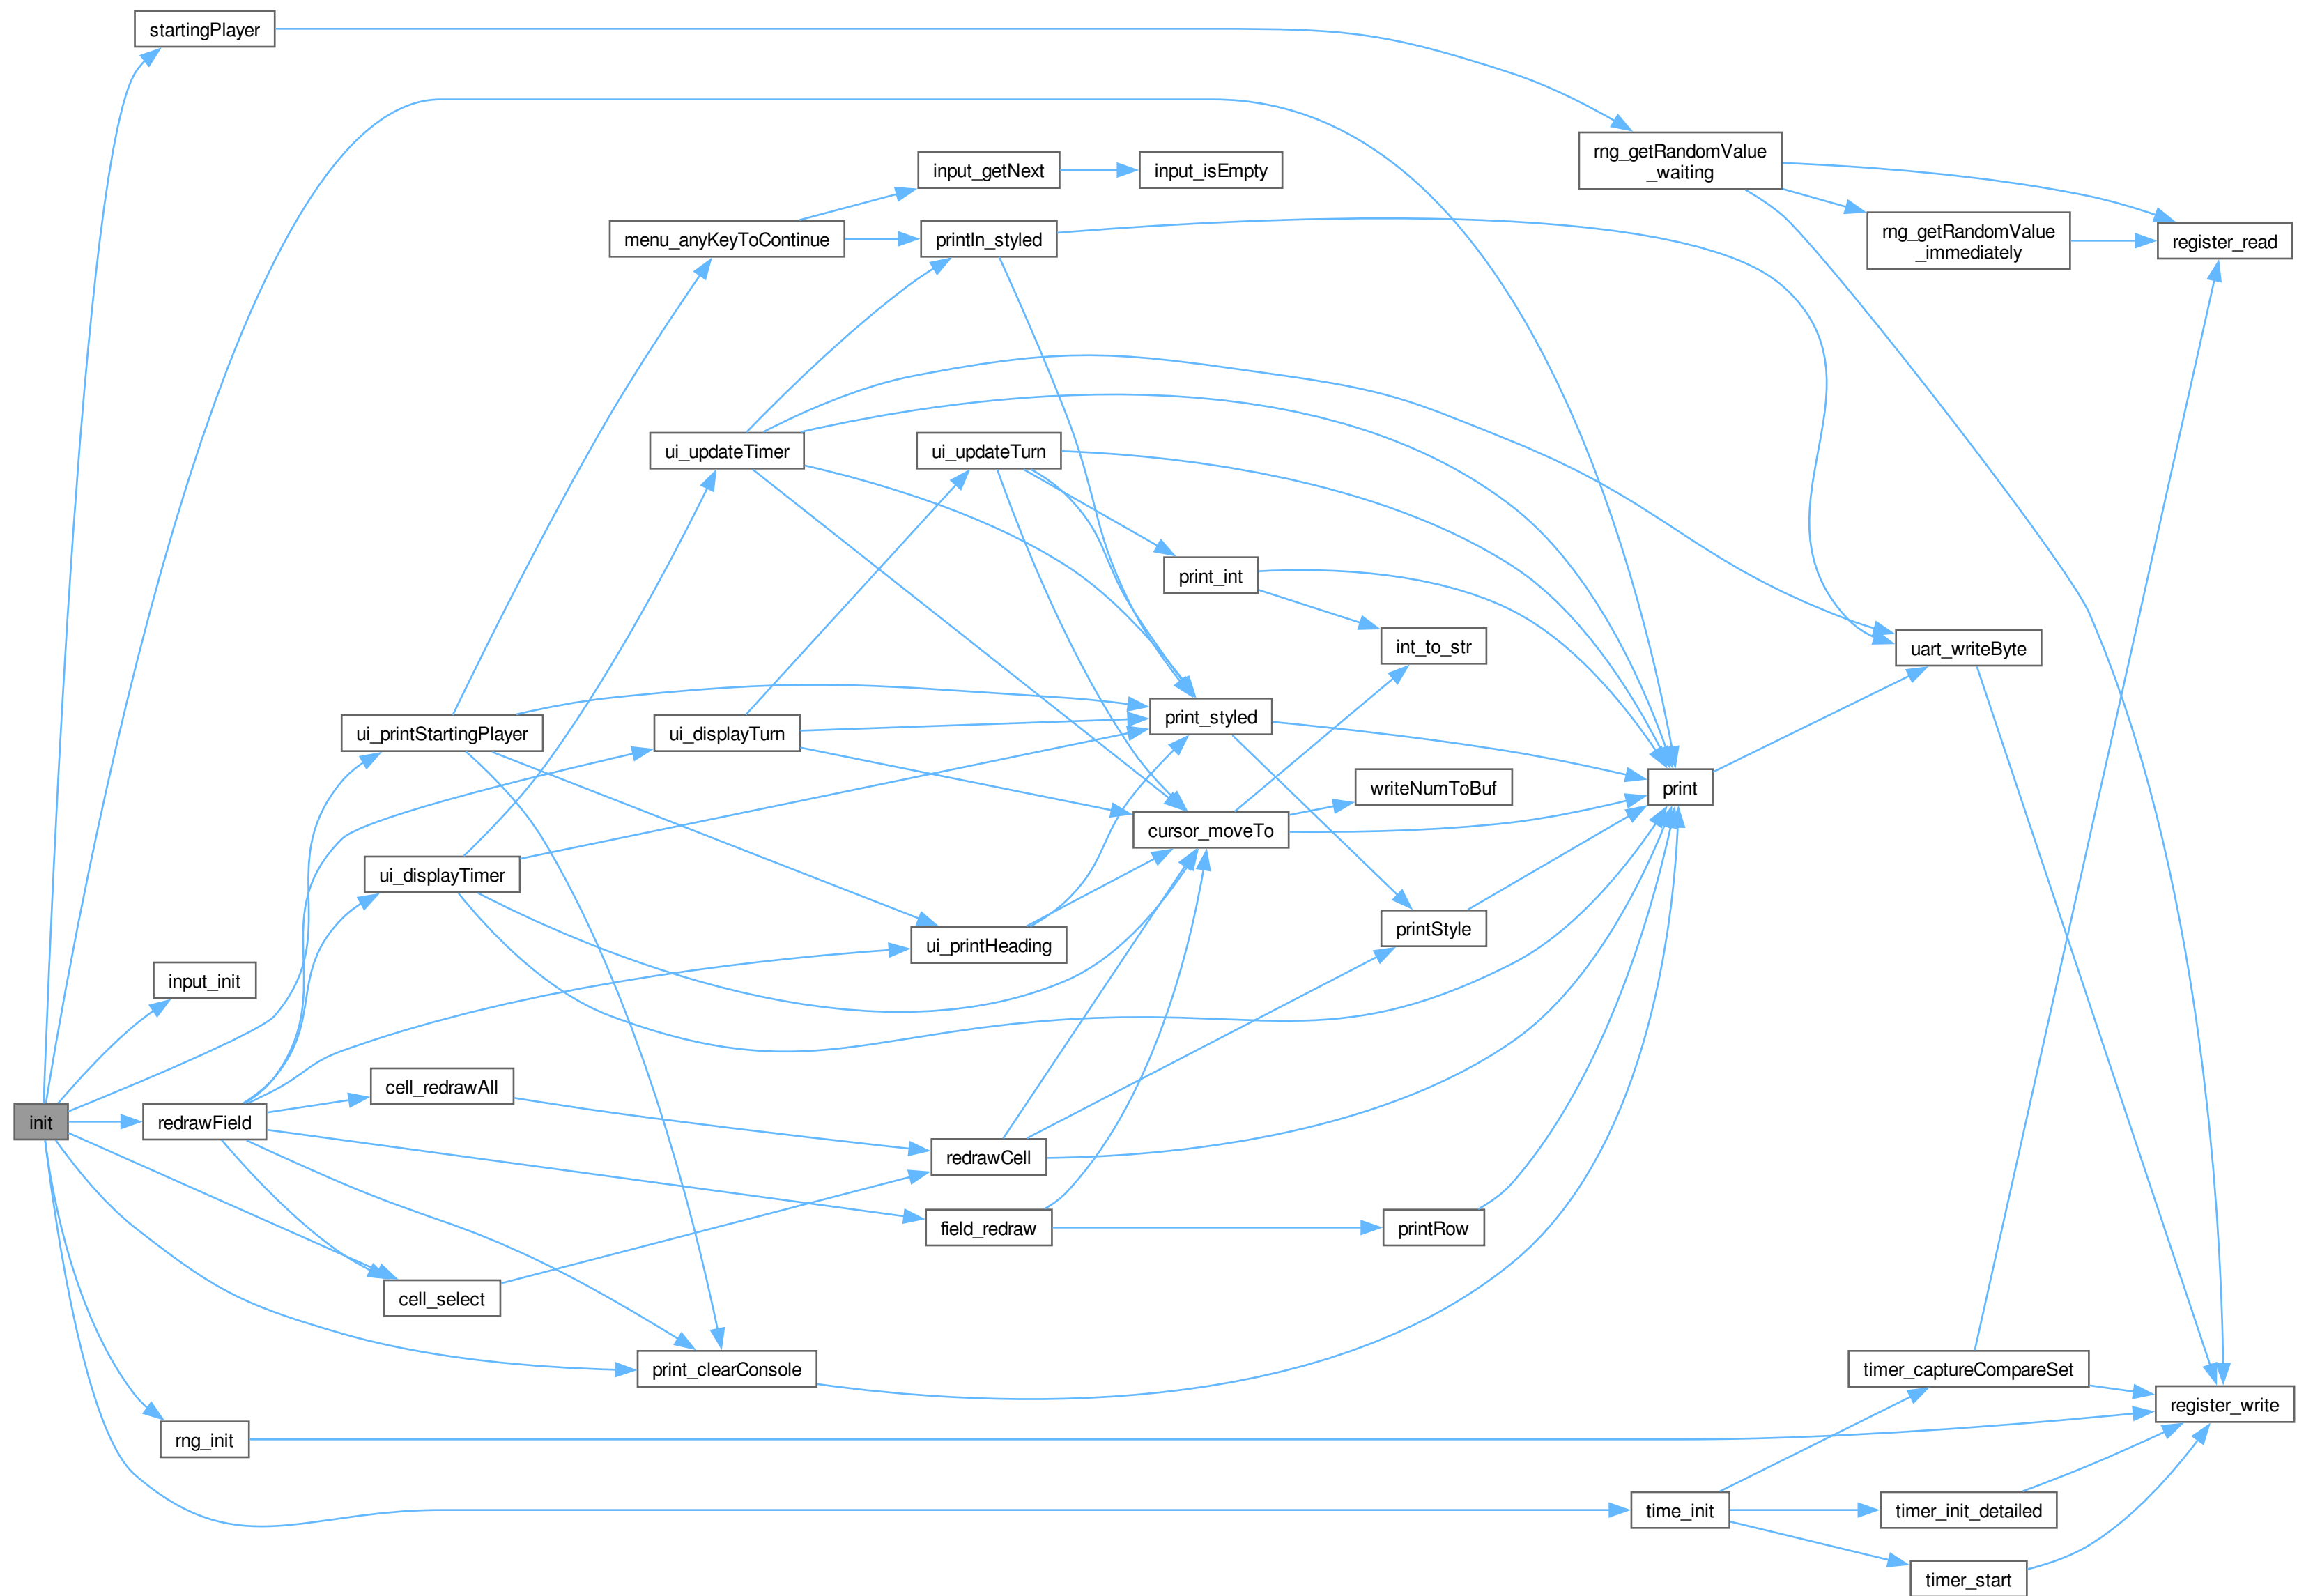 startingPlayer
rng_getRandomValue
_waiting
input_getNext
input_isEmpty
menu_anyKeyToContinue
println_styled
rng_getRandomValue
_immediately
register_read
ui_updateTimer
ui_updateTurn
print_int
int_to_str
uart_writeByte
ui_printStartingPlayer
ui_displayTurn
print_styled
writeNumToBuf
print
cursor_moveTo
ui_displayTimer
printStyle
ui_printHeading
input_init
cell_redrawAll
init
redrawField
redrawCell
field_redraw
printRow
cell_select
print_clearConsole
timer_captureCompareSet
register_write
rng_init
time_init
timer_init_detailed
timer_start